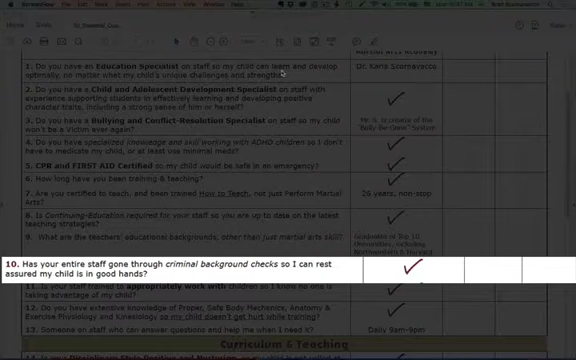 Martial Arts Academy
1. Do you have an Education Specialist on staff so my child can learn and develop
optimally, no matter what my child's unique challenges and strengths?
2. Do you have a Child and Adolescent Development Specialist on staff with
experience supporting students in effectively learning and developing positive
character traits, including a strong sense of him or herself?
3. Do you have a Bullying and Conflict-Resolution Specialist on staff so my child
won't be a Victim ever again?
4. Do you have specialized knowledge and skill working with ADHD children so I don't
have to medicate my child, or at least use minimal meds?
5. CPR and FIRST AID Certified so my child would be safe in an emergency?
6. How long have you been training & teaching?
7. Are you certified to teach, and been trained How to Teach, not just Perform Martial
Arts?
26 years, non-stop
8. Is Continuing-Education required for your staff so you are up to date on the latest
teaching strategies?
9. What are the teachers' educational backgrounds, other than just martial arts skill?
Graduates of Top 10
Universities, including
Northwestern & Harvard
10. Has your entire staff gone through criminal background checks so I can rest
assured my child is in good hands?
11. Is your staff trained to appropriately work with children so I know no one is
taking advantage of my child?
12. Do you have extensive knowledge of Proper, Safe Body Mechanics, Anatomy &
Exercise Physiology and Kinesiology so my child doesn't get hurt while training?
13. Someone on staff who can answer questions and help me when I need it?
Daily 9am-9pm
Curriculum & Teaching